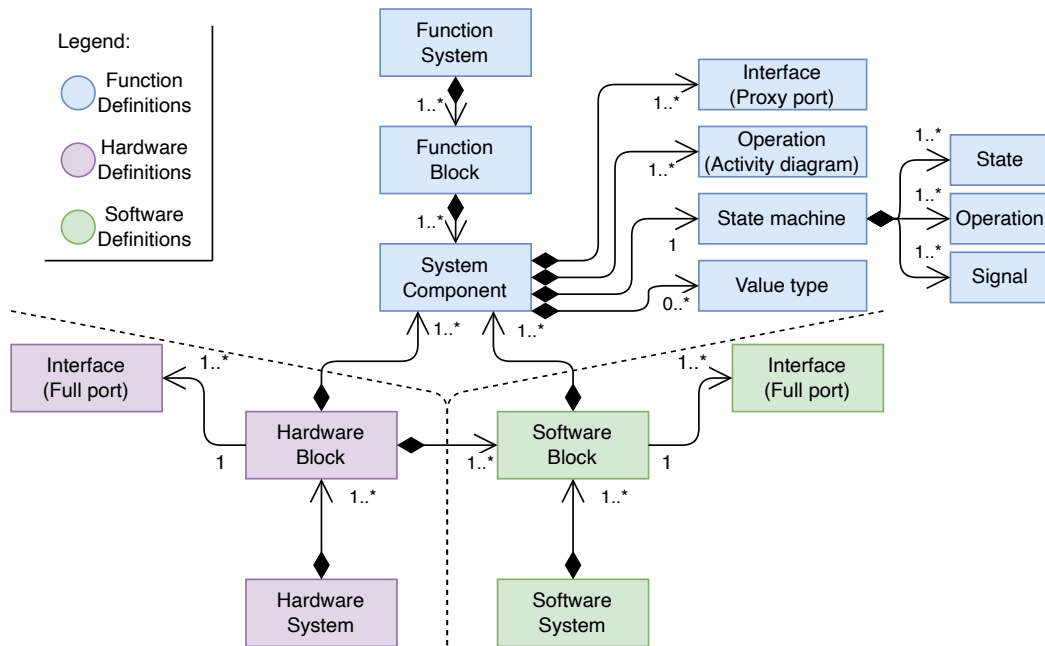 Legend:
Function
Definitions
Hardware
Definitions
Software
Definitions
Function
System
1..*
Function
Block
1..*
System
Component
Interface
(Proxy port)
1..*
Operation
(Activity diagram)
1..*
State machine
1
Value type
0..*
1..*
State
1..*
Operation
1..*
Signal
1..*
1..*
Interface
(Full port)
1..*
1
Hardware
Block
1..*
Software
Block
1
1..*
Interface
(Full port)
1..*
1..*
Hardware
System
Software
System